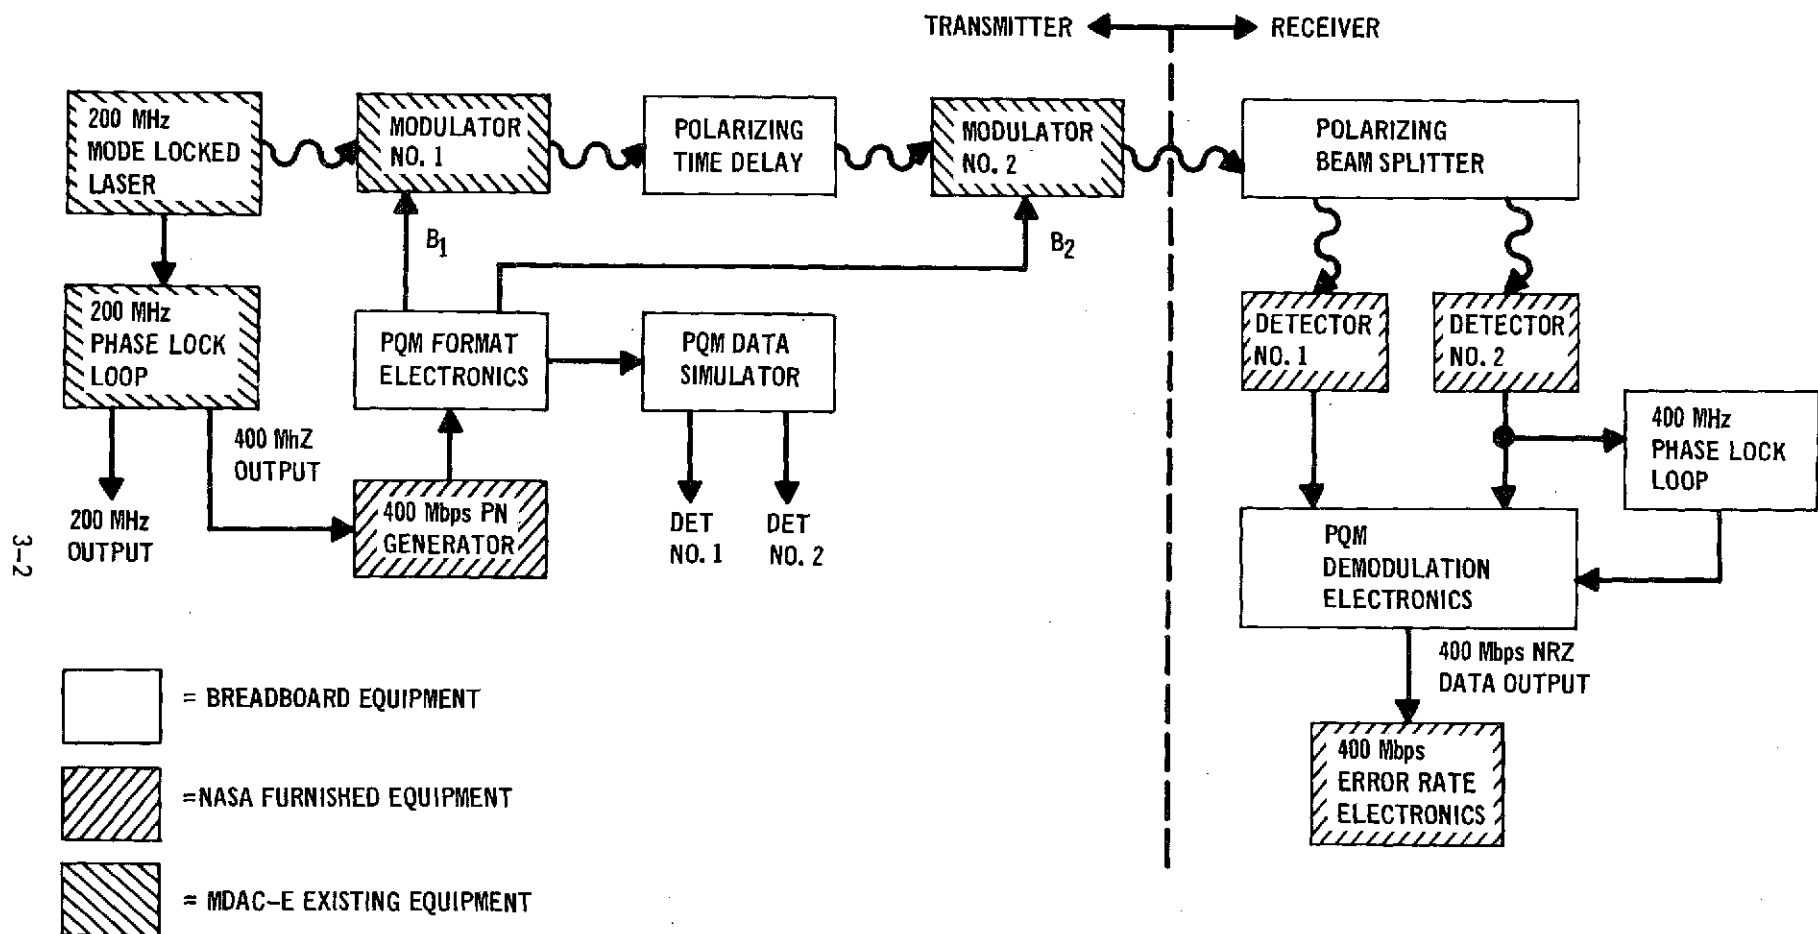 TRANSMITTER
RECEIVER
200 MHz
MODE LOCKED
LASER
MODULATOR
NO. 1
POLARIZING
TIME DELAY
MODULATOR
NO. 2
POLARIZING
BEAM SPLITTER
B1
B2
200 MHz
PHASE LOCK
LOOP
PQM FORMAT
ELECTRONICS
PQM DATA
SIMULATOR
DETECTOR
NO. 1
DETECTOR
NO. 2
400 MHz
PHASE LOCK
LOOP
400 MhZ
OUTPUT
200 MHz
OUTPUT
400 Mbps PN
GENERATOR
DET
NO. 1
DET
NO. 2
PQM
DEMODULATION
ELECTRONICS
400 Mbps NRZ
DATA OUTPUT
400 Mbps
ERROR RATE
ELECTRONICS
3-2
= BREADBOARD EQUIPMENT
=NASA FURNISHED EQUIPMENT
= MDAC-E EXISTING EQUIPMENT